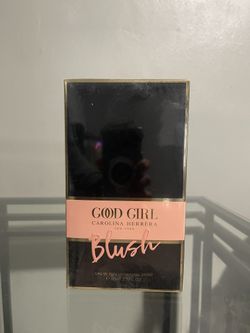 GOOD GIRL
CAROLINA HERRERA
NEW YORK
Blush